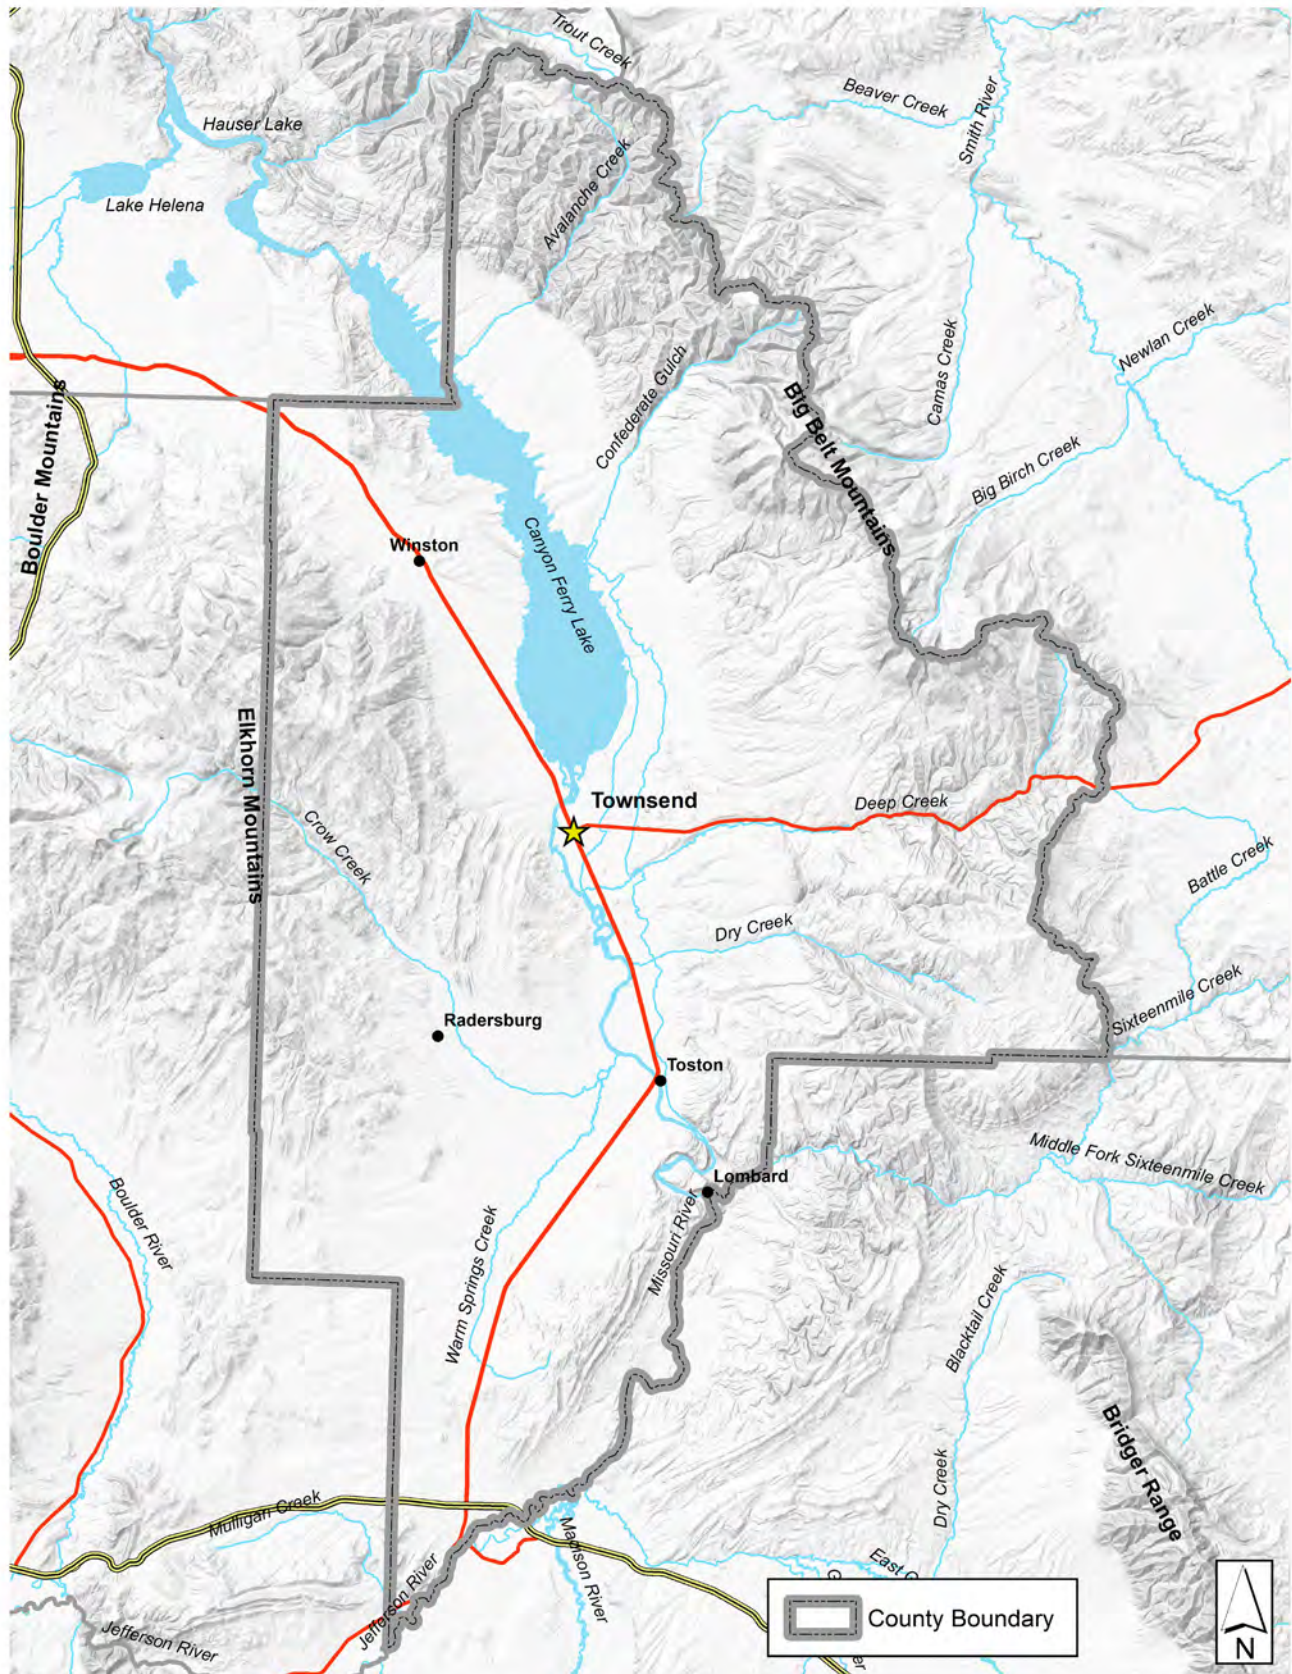 Trout Creek
Beaver Creek
Hauser Lake
Smith River
Lake Helena
Avalanche Creek
Newlan Creek
Camas Creek
Confederate Gulch
Boulder Mountains
Big Belt Mountains
Big Birch Creek
Winston
Canyon Ferry Lake
Elkhorn Mountains
Townsend
Deep Creek
Crow Creek
Battle Creek
Dry Creek
Sixteenmile Creek
Radersburg
Toston
Middle Fork Sixteenmile Creek
Lombard
Boulder River
Missouri River
Warm Springs Creek
Blacktail Creek
Bridger Range
Dry Creek
Mulligan Creek
Madison River
East
Jefferson River
Jefferson River
County Boundary
N